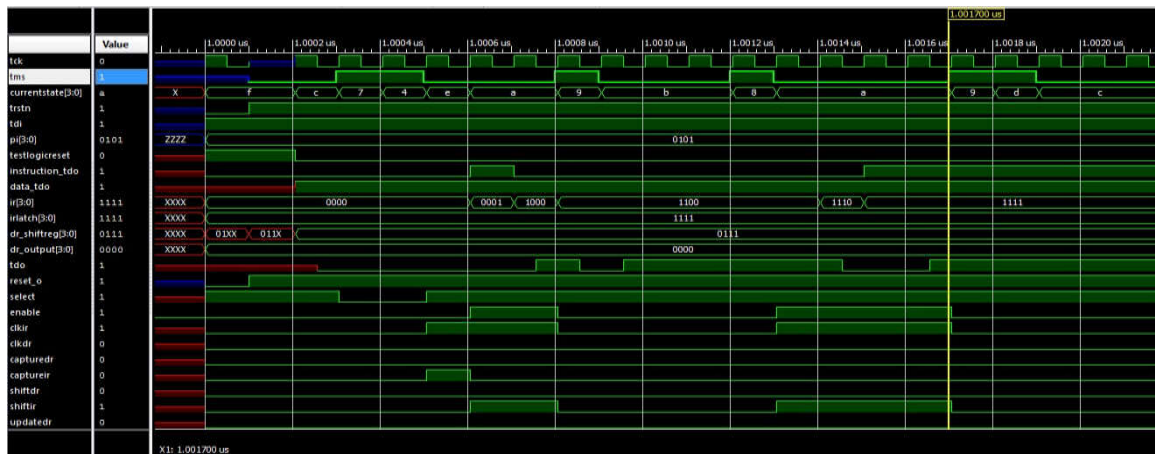 1.001700 us
Value 1.0000 us 1.0002 us 1.0004 us 1.0006 us 1.0008 us 1.0010 us 1.0012 us 1.0014 us 1.0016 us 1.0018 us 1.0020 us
tck 0
tms 1
currentstate[3:0] a X f c 7 4 e a 9 b 8 a 9 d c
trstn 1
tdi 1
pi[3:0] 0101 ZZZZ 0101
testlogicreset 0
instruction_tdo 1
data_tdo 1
ir[3:0] 1111 XXXX 0000 0001 1000 1100 1110 1111
irlatch[3:0] 1111 XXXX 1111
dr_shiftreg[3:0] 0111 XXXX 01XX 011X 0111
dr_output[3:0] 0000 XXXX 0000
tdo 1
reset_o 1
select 1
enable 1
clkir 1
clkdr 0
capturedr 0
captureir 0
shiftdr 0
shiftir 1
updatedr 0
X1: 1.001700 us